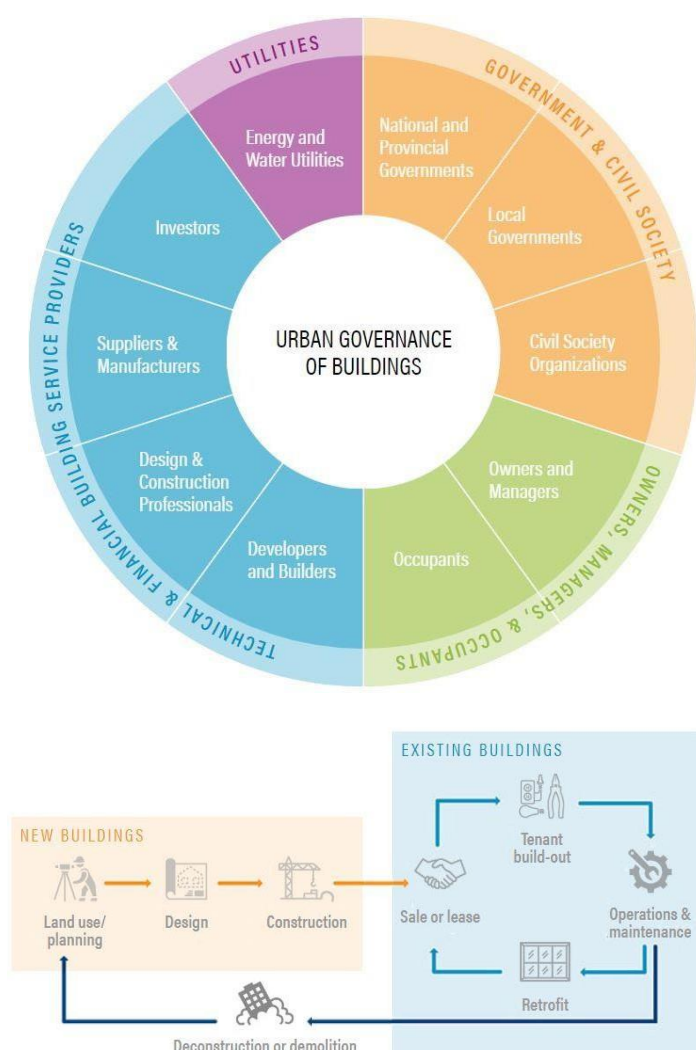 UTILITIES
GOVERNMENT & CIVIL SOCIETY
Energy and
Water Utilities
National and
Provincial
Governments
Local
Governments
Investors
TECHNICAL & FINANCIAL BUILDING SERVICE PROVIDERS
Suppliers &
Manufacturers
URBAN GOVERNANCE
OF BUILDINGS
Civil Society
Organizations
Design &
Construction
Professionals
Owners and
Managers
Developers
and Builders
Occupants
OWNERS, MANAGERS, & OCCUPANTS
EXISTING BUILDINGS
Tenant
build-out
NEW BUILDINGS
Land use/
planning
Design
Construction
Sale or lease
Operations &
maintenance
Retrofit
Deconstruction or demolition